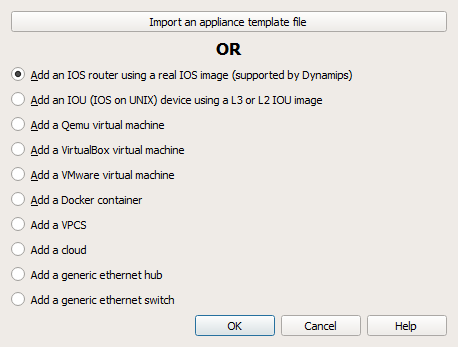 Import an appliance template file
OR
Add an IOS router using a real IOS image (supported by Dynamips)
Add an IOU (IOS on UNIX) device using a L3 or L2 IOU image
Add a Qemu virtual machine
Add a VirtualBox virtual machine
Add a VMware virtual machine
Add a Docker container
Add a VPCS
Add a cloud
Add a generic ethernet hub
Add a generic ethernet switch
OK Cancel Help